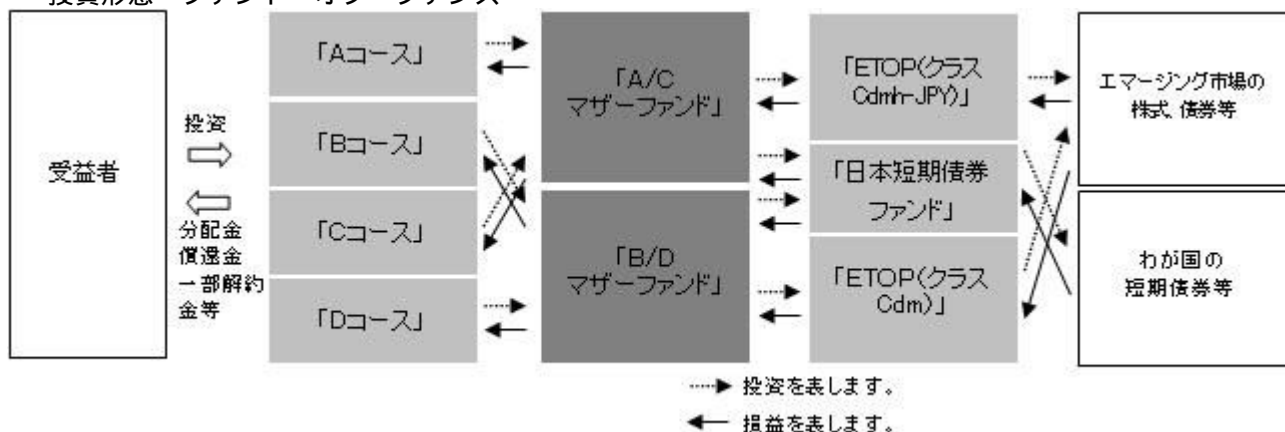 投資形態 ファンド・オブ・ファンズ
受益者
投資
分配金
償還金
一部解約
金等
「Aコース」
「Bコース」
「Cコース」
「Dコース」
「A/C
マザーファンド」
「B/D
マザーファンド」
「ETOP(クラス
Cdmh-JPY)」
「日本短期債券
ファンド」
「ETOP(クラス
Cdm)」
エマージング市場の
株式、債券等
わが国の
短期債券等
投資を表します。
損益を表します。